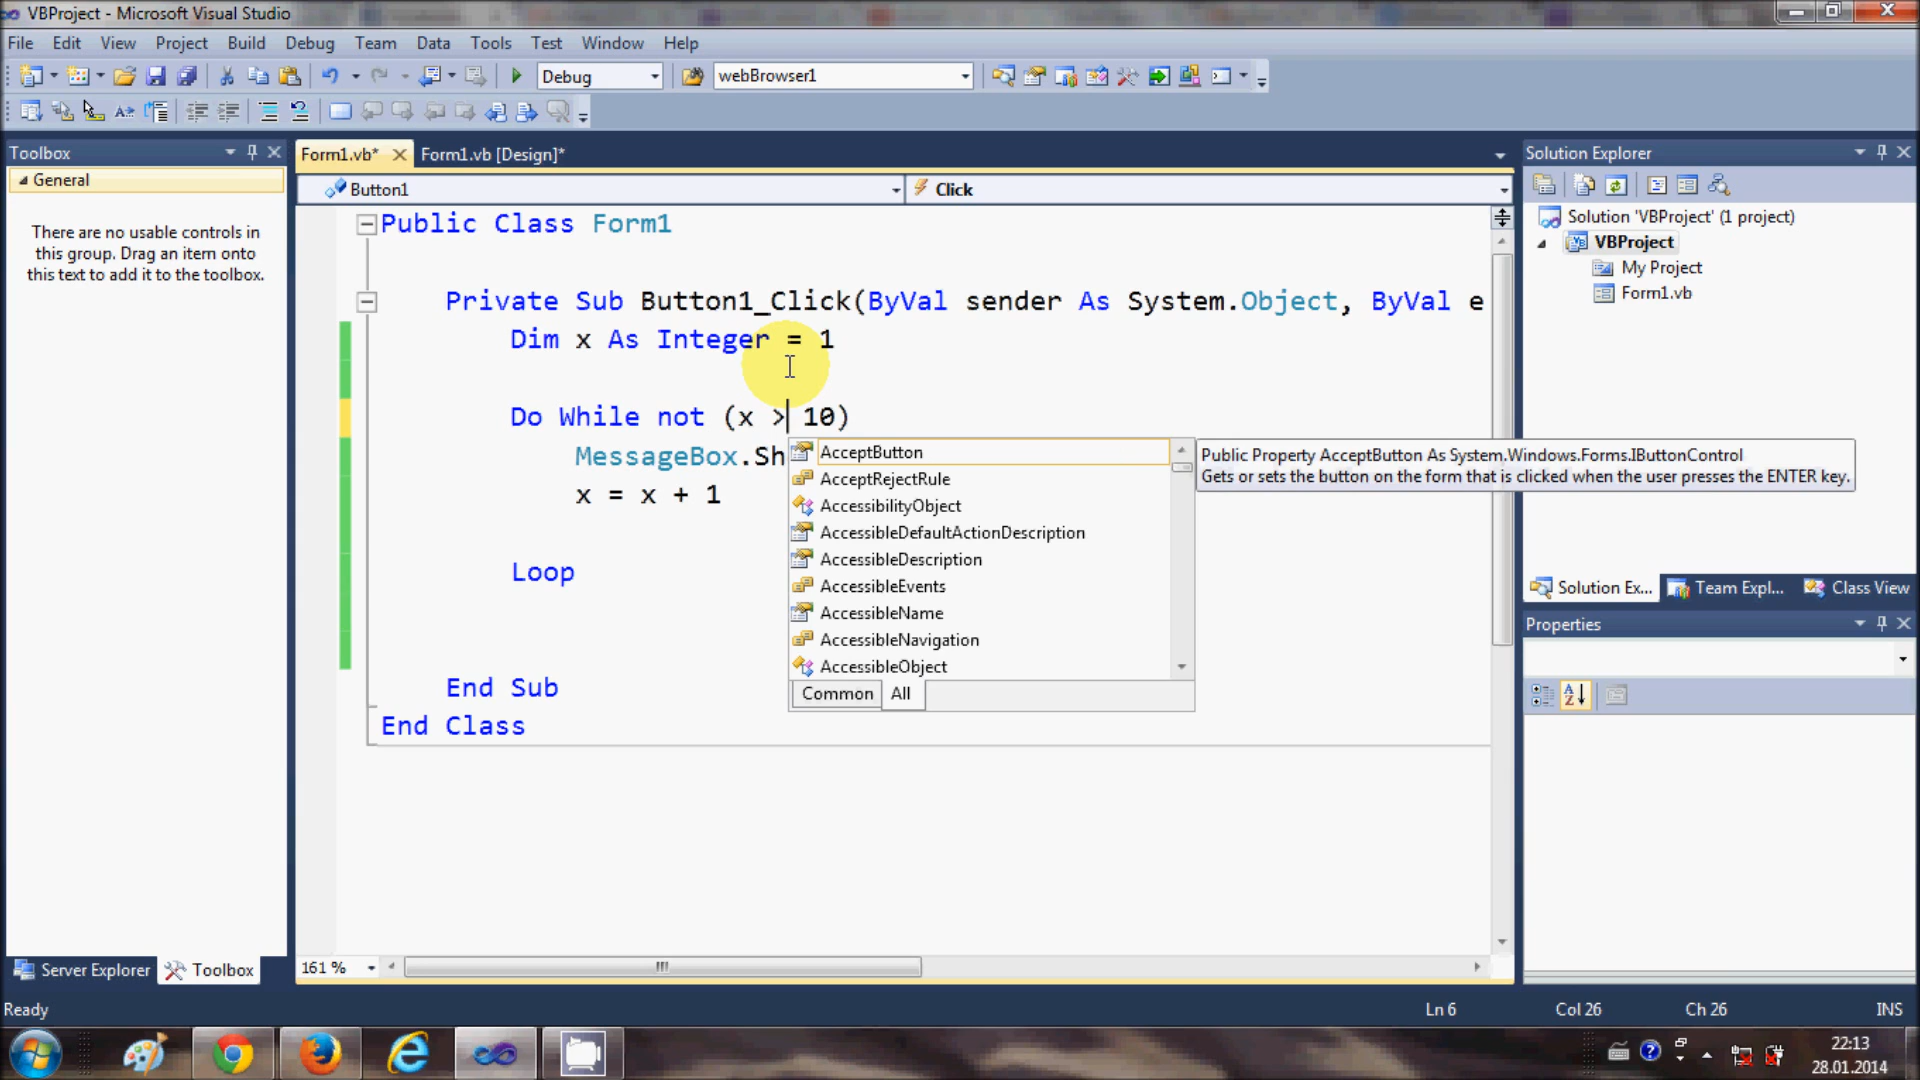 VBProject - Microsoft Visual Studio
File Edit View Project Build Debug Team Data Tools Test Window Help
Debug webBrowser1
Toolbox
General
There are no usable controls in
this group. Drag an item onto
this text to add it to the toolbox.
Server Explorer Toolbox
Form1.vb* Form1.vb [Design]*
Button1 Click
Public Class Form1
Private Sub Button1_Click(ByVal sender As System.Object, ByVal e
Dim x As Integer = 1
Do While not (x > 10)
MessageBox.Sh
x = x + 1
Loop
End Sub
End Class
AcceptButton
AcceptRejectRule
AccessibilityObject
AccessibleDefaultActionDescription
AccessibleDescription
AccessibleEvents
AccessibleName
AccessibleNavigation
AccessibleObject
Common All
Public Property AcceptButton As System.Windows.Forms.IButtonControl
Gets or sets the button on the form that is clicked when the user presses the ENTER key.
161 %
Solution Explorer
Solution 'VBProject' (1 project)
VBProject
My Project
Form1.vb
Solution Ex... Team Expl... Class View
Properties
Ready Ln 6 Col 26 Ch 26 INS
22:13
28.01.2014